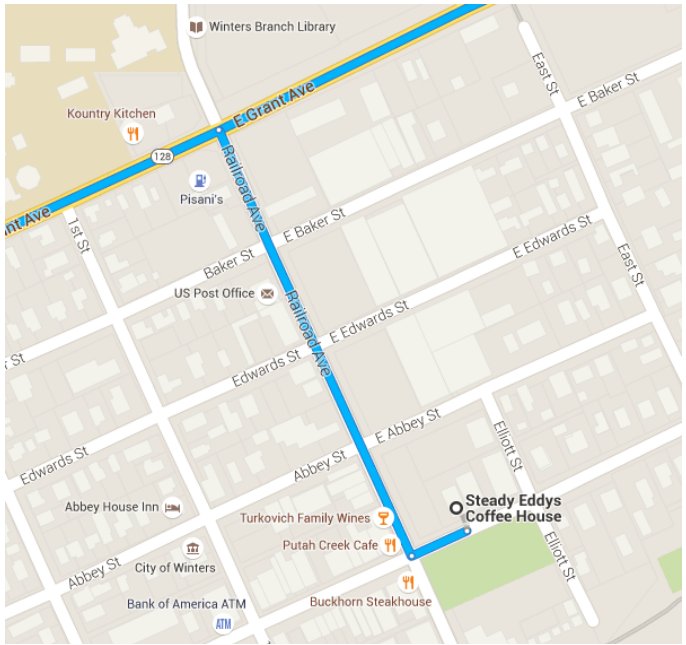 Winters Branch Library
East St
E Baker St
Kountry Kitchen
E Grant Ave
128
Railroad Ave
Pisani's
nt Ave
1st St
E Baker St
Baker St
E Edwards St
East St
US Post Office
Railroad Ave
E Edwards St
r St
Edwards St
E Abbey St
Elliott St
Abbey St
Edwards St
Steady Eddys
Coffee House
Abbey House Inn
Turkovich Family Wines
Putah Creek Cafe
Elliott St
City of Winters
Abbey St
Buckhorn Steakhouse
Bank of America ATM
ATM